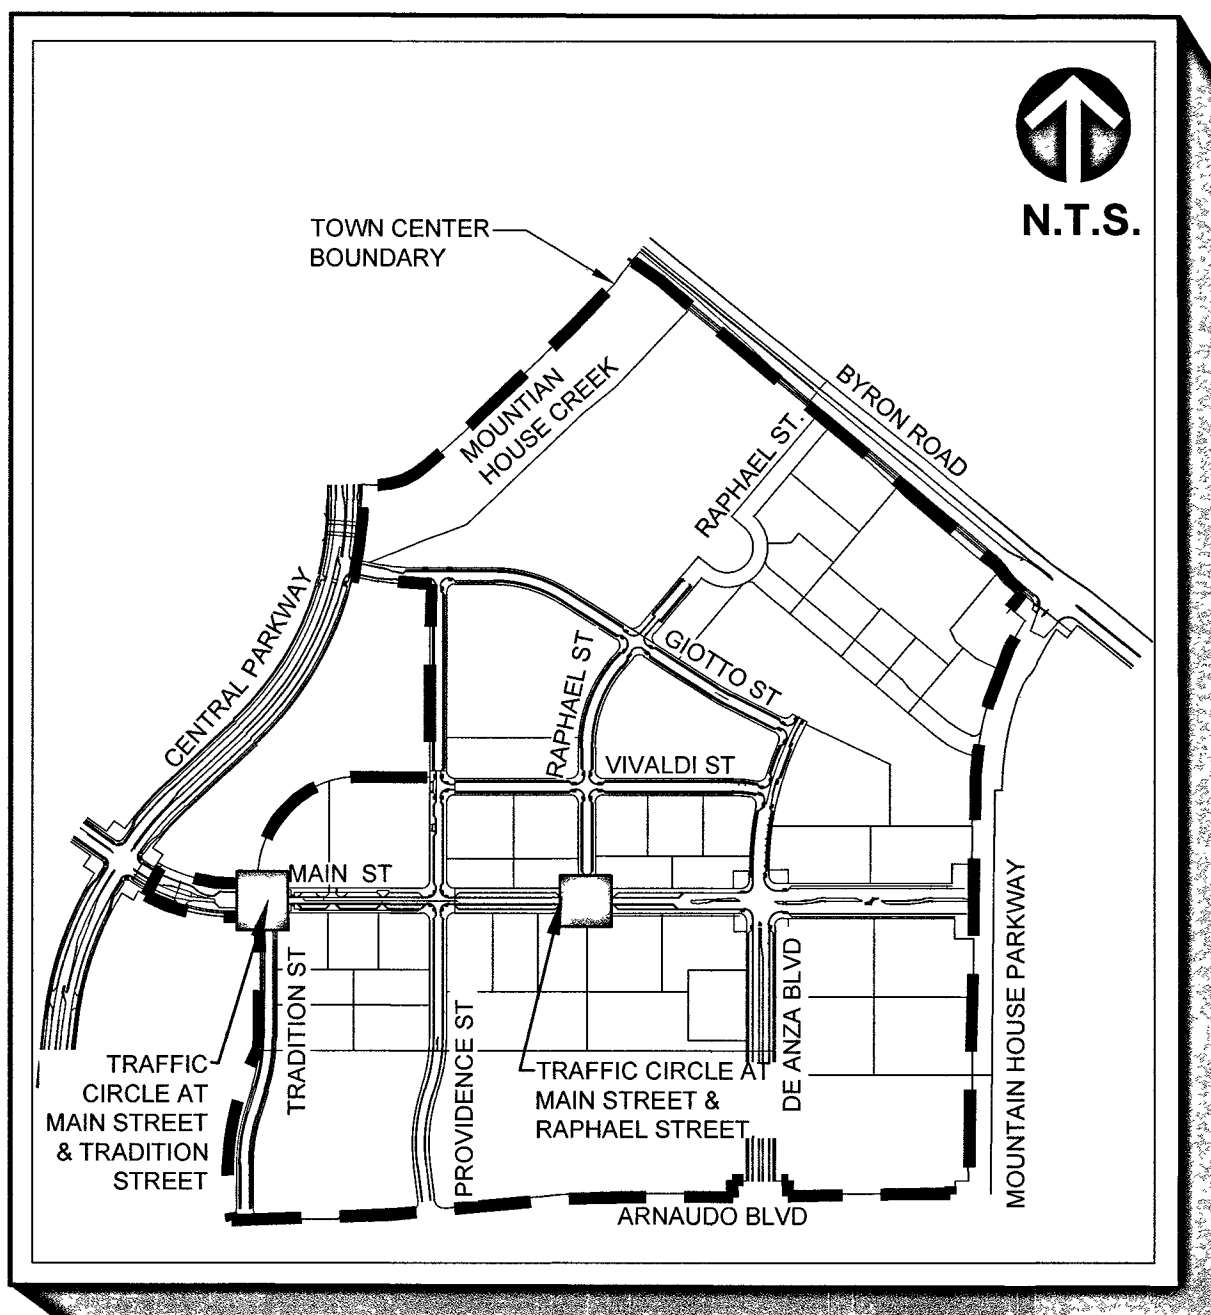 N.T.S.
TOWN CENTER
BOUNDARY
MOUNTIAN
HOUSE CREEK
BYRON ROAD
RAPHAEL ST.
CENTRAL PARKWAY
GIOTTO ST
RAPHAEL ST
VIVALDI ST
MAIN ST
MOUNTAIN HOUSE PARKWAY
TRADITION ST
PROVIDENCE ST
DE ANZA BLVD
TRAFFIC
CIRCLE AT
MAIN STREET
& TRADITION
STREET
TRAFFIC CIRCLE AT
MAIN STREET &
RAPHAEL STREET
ARNAUDO BLVD